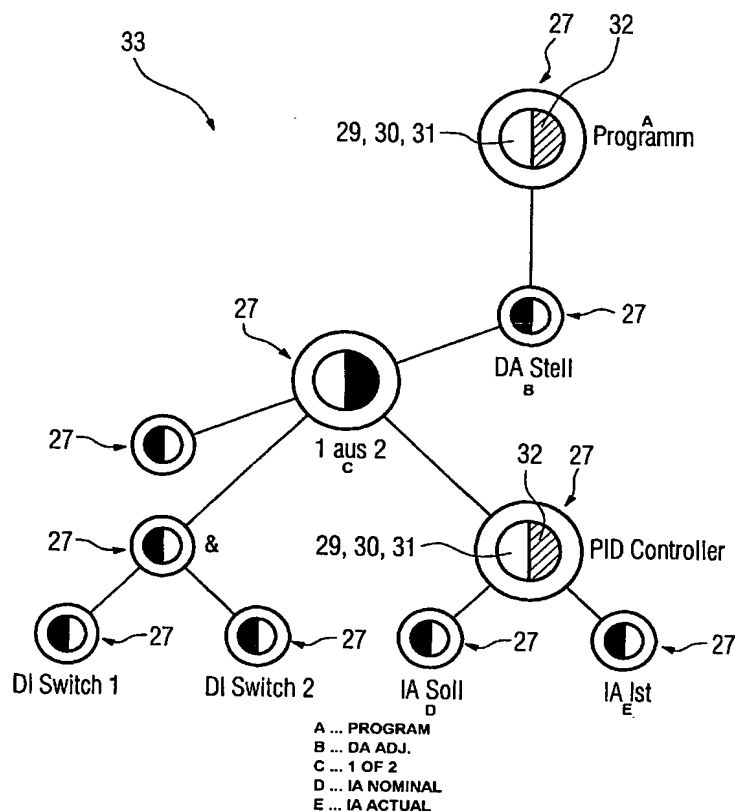 33
27
32
A
29, 30, 31
Programm
27
27
DA Stell
B
27
1 aus 2
C
32
27
27
&
29, 30, 31
PID Controller
27
27
27
27
DI Switch 1
DI Switch 2
IA Soll
D
IA Ist
E
A ... PROGRAM
B ... DA ADJ.
C ... 1 OF 2
D ... IA NOMINAL
E ... IA ACTUAL